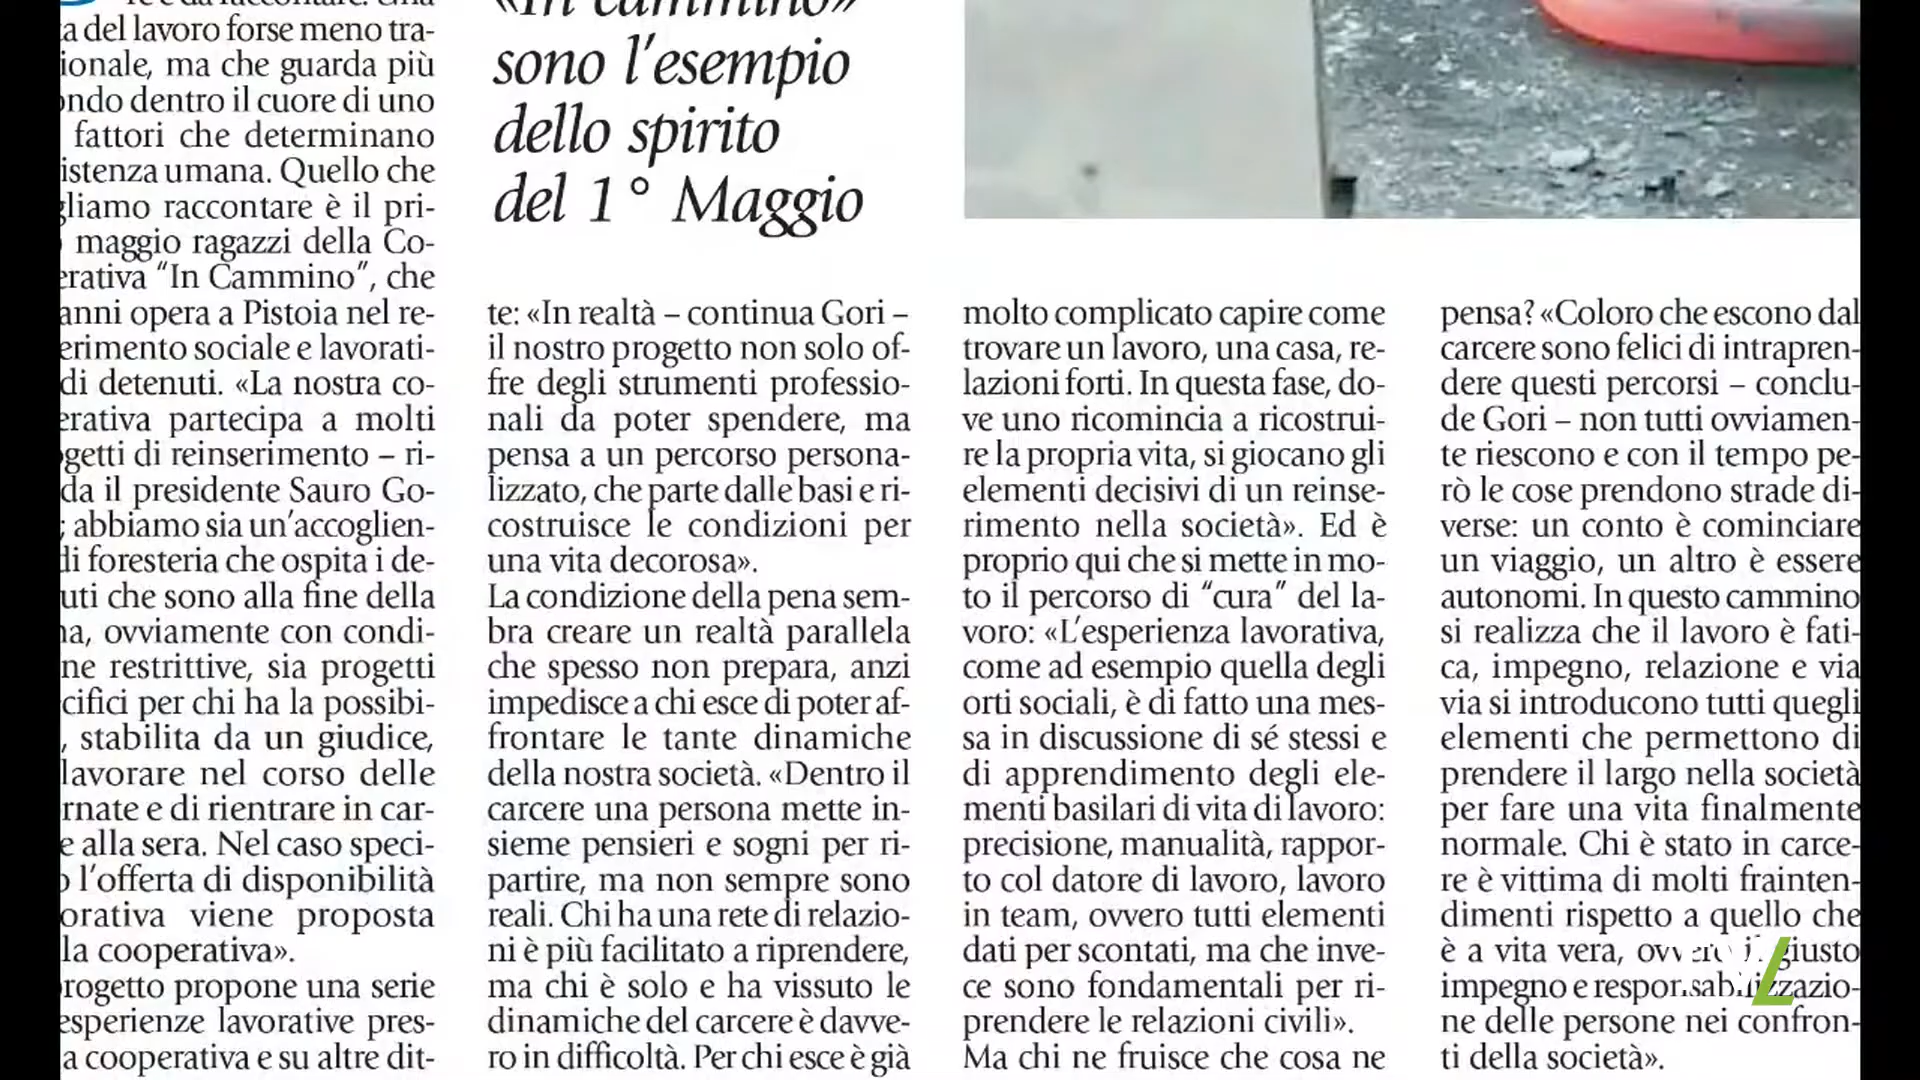 del lavoro forse meno tra-
ma che guarda più
dentro il cuore di uno
fattori che determinano
umana. Quello che
raccontare è il pri-
maggio ragazzi della Co-
“In Cammino”, che
anni opera a Pistoia nel re-
sociale e lavorati-
di detenuti. «La nostra co-
partecipa a molti
di reinserimento – ri-
il presidente Sauro Go-
; abbiamo sia un’accoglien-
di foresteria che ospita i de-
che sono alla fine della
ovviamente con condi-
restrittive, sia progetti
per chi ha la possibi-
, stabilita da un giudice,
lavorare nel corso delle
e di rientrare in car-
alla sera. Nel caso speci-
l’offerta di disponibilità
viene proposta
la cooperativa».
propone una serie
esperienze lavorative pres-
a cooperativa e su altre dit-
«In cammino»
sono l’esempio
dello spirito
del 1° Maggio
te: «In realtà – continua Gori –
il nostro progetto non solo of-
fre degli strumenti professio-
nali da poter spendere, ma
pensa a un percorso persona-
lizzato, che parte dalle basi e ri-
costruisce le condizioni per
una vita decorosa».
La condizione della pena sem-
bra creare un realtà parallela
che spesso non prepara, anzi
impedisce a chi esce di poter af-
frontare le tante dinamiche
della nostra società. «Dentro il
carcere una persona mette in-
sieme pensieri e sogni per ri-
partire, ma non sempre sono
reali. Chi ha una rete di relazio-
ni è più facilitato a riprendere,
ma chi è solo e ha vissuto le
dinamiche del carcere è davve-
ro in difficoltà. Per chi esce è già
molto complicato capire come
trovare un lavoro, una casa, re-
lazioni forti. In questa fase, do-
ve uno ricomincia a ricostrui-
re la propria vita, si giocano gli
elementi decisivi di un reinse-
rimento nella società». Ed è
proprio qui che si mette in mo-
to il percorso di “cura” del la-
voro: «L’esperienza lavorativa,
come ad esempio quella degli
orti sociali, è di fatto una mes-
sa in discussione di sé stessi e
di apprendimento degli ele-
menti basilari di vita di lavoro:
precisione, manualità, rappor-
to col datore di lavoro, lavoro
in team, ovvero tutti elementi
dati per scontati, ma che inve-
ce sono fondamentali per ri-
prendere le relazioni civili».
Ma chi ne fruisce che cosa ne
pensa? «Coloro che escono dal
carcere sono felici di intrapren-
dere questi percorsi – conclu-
de Gori – non tutti ovviamen-
te riescono e con il tempo pe-
rò le cose prendono strade di-
verse: un conto è cominciare
un viaggio, un altro è essere
autonomi. In questo cammino
si realizza che il lavoro è fati-
ca, impegno, relazione e via
via si introducono tutti quegli
elementi che permettono di
prendere il largo nella società
per fare una vita finalmente
normale. Chi è stato in carce-
re è vittima di molti frainten-
dimenti rispetto a quello che
è a vita vera, ovvero il giusto
impegno e responsabilizzazio-
ne delle persone nei confron-
ti della società».